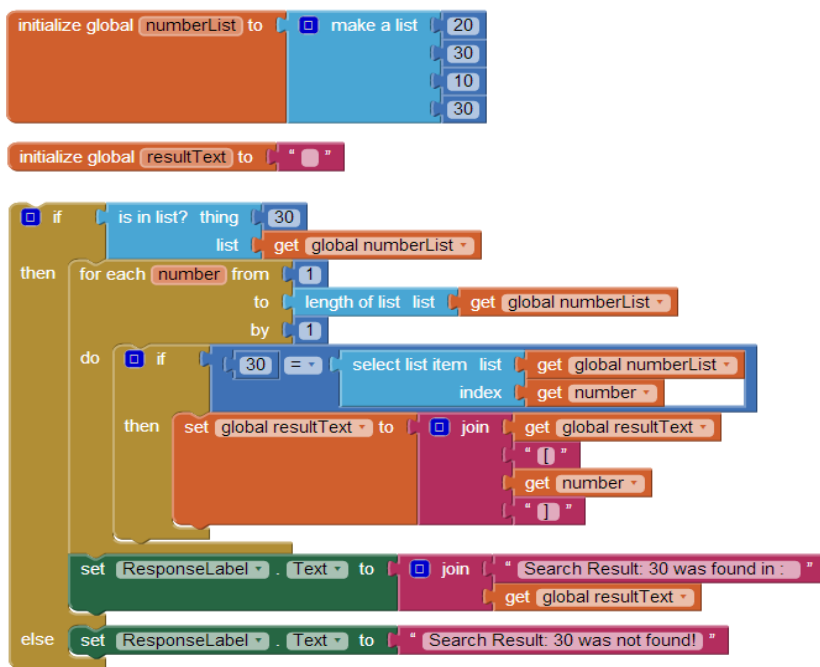 initialize global numberList to make a list 20
30
10
30
initialize global resultText to " "
if is in list? thing 30
list get global numberList
then for each number from 1
to length of list list get global numberList
by 1
do if 30 = select list item list get global numberList
index get number
then set global resultText to join get global resultText
" [ "
get number
" ] "
set ResponseLabel . Text to join " Search Result: 30 was found in : "
get global resultText
else set ResponseLabel . Text to " Search Result: 30 was not found! "